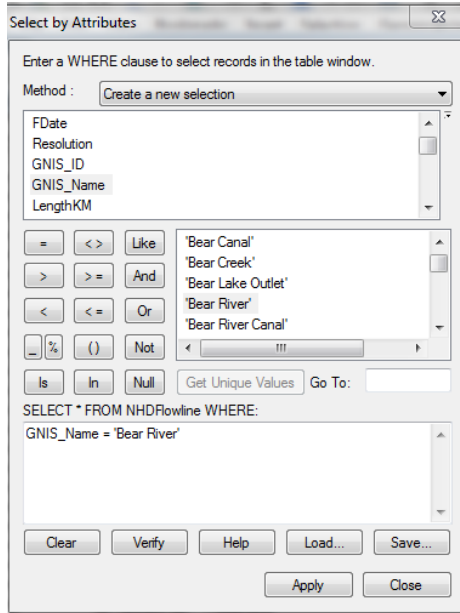 Select by Attributes
Enter a WHERE clause to select records in the table window.
Method : Create a new selection
FDate
Resolution
GNIS_ID
GNIS_Name
LengthKM
= <> Like
'Bear Canal'
> >= And
'Bear Creek'
'Bear Lake Outlet'
< <= Or
'Bear River'
_ % () Not
'Bear River Canal'
Is In Null Get Unique Values Go To:
SELECT * FROM NHDFlowline WHERE:
GNIS_Name = 'Bear River'
Clear Verify Help Load... Save...
Apply Close